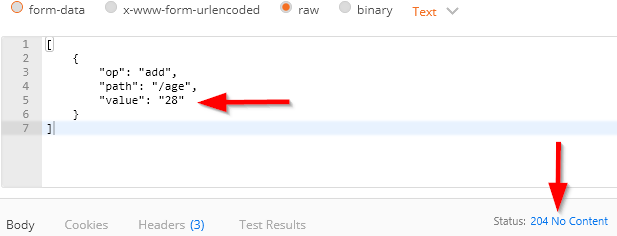 form-data x-www-form-urlencoded raw binary Text
1 [
2 {
3 "op": "add",
4 "path": "/age",
5 "value": "28"
6 }
7 ]
Body Cookies Headers (3) Test Results Status: 204 No Content